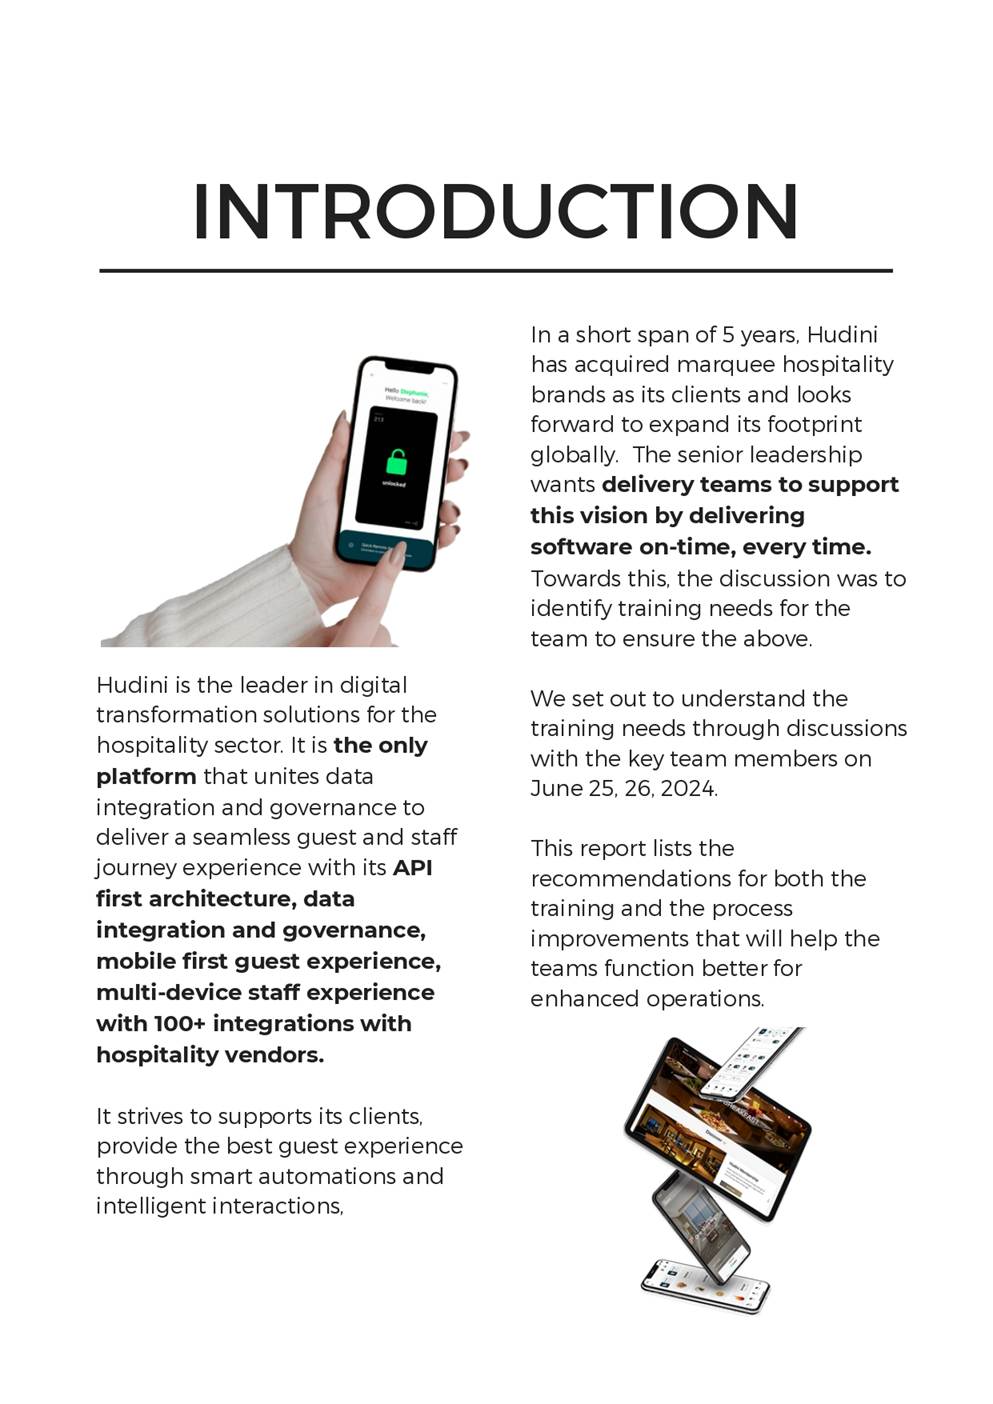 INTRODUCTION
Hello Stephanie,
Welcome back!
213
unlocked
Hudini is the leader in digital
transformation solutions for the
hospitality sector. It is the only
platform that unites data
integration and governance to
deliver a seamless guest and staff
journey experience with its API
first architecture, data
integration and governance,
mobile first guest experience,
multi-device staff experience
with 100+ integrations with
hospitality vendors.
It strives to supports its clients,
provide the best guest experience
through smart automations and
intelligent interactions,
In a short span of 5 years, Hudini
has acquired marquee hospitality
brands as its clients and looks
forward to expand its footprint
globally.  The senior leadership
wants delivery teams to support
this vision by delivering
software on-time, every time.
Towards this, the discussion was to
identify training needs for the
team to ensure the above.
We set out to understand the
training needs through discussions
with the key team members on
June 25, 26, 2024.
This report lists the
recommendations for both the
training and the process
improvements that will help the
teams function better for
enhanced operations.
Discover